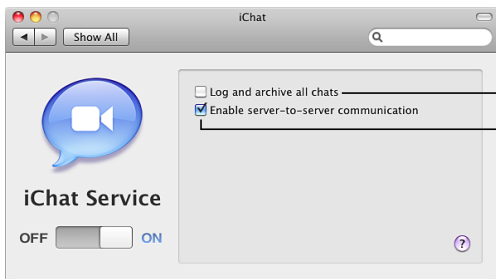 iChat
Show All
Log and archive all chats
Enable server-to-server communication
iChat Service
OFF ON
?